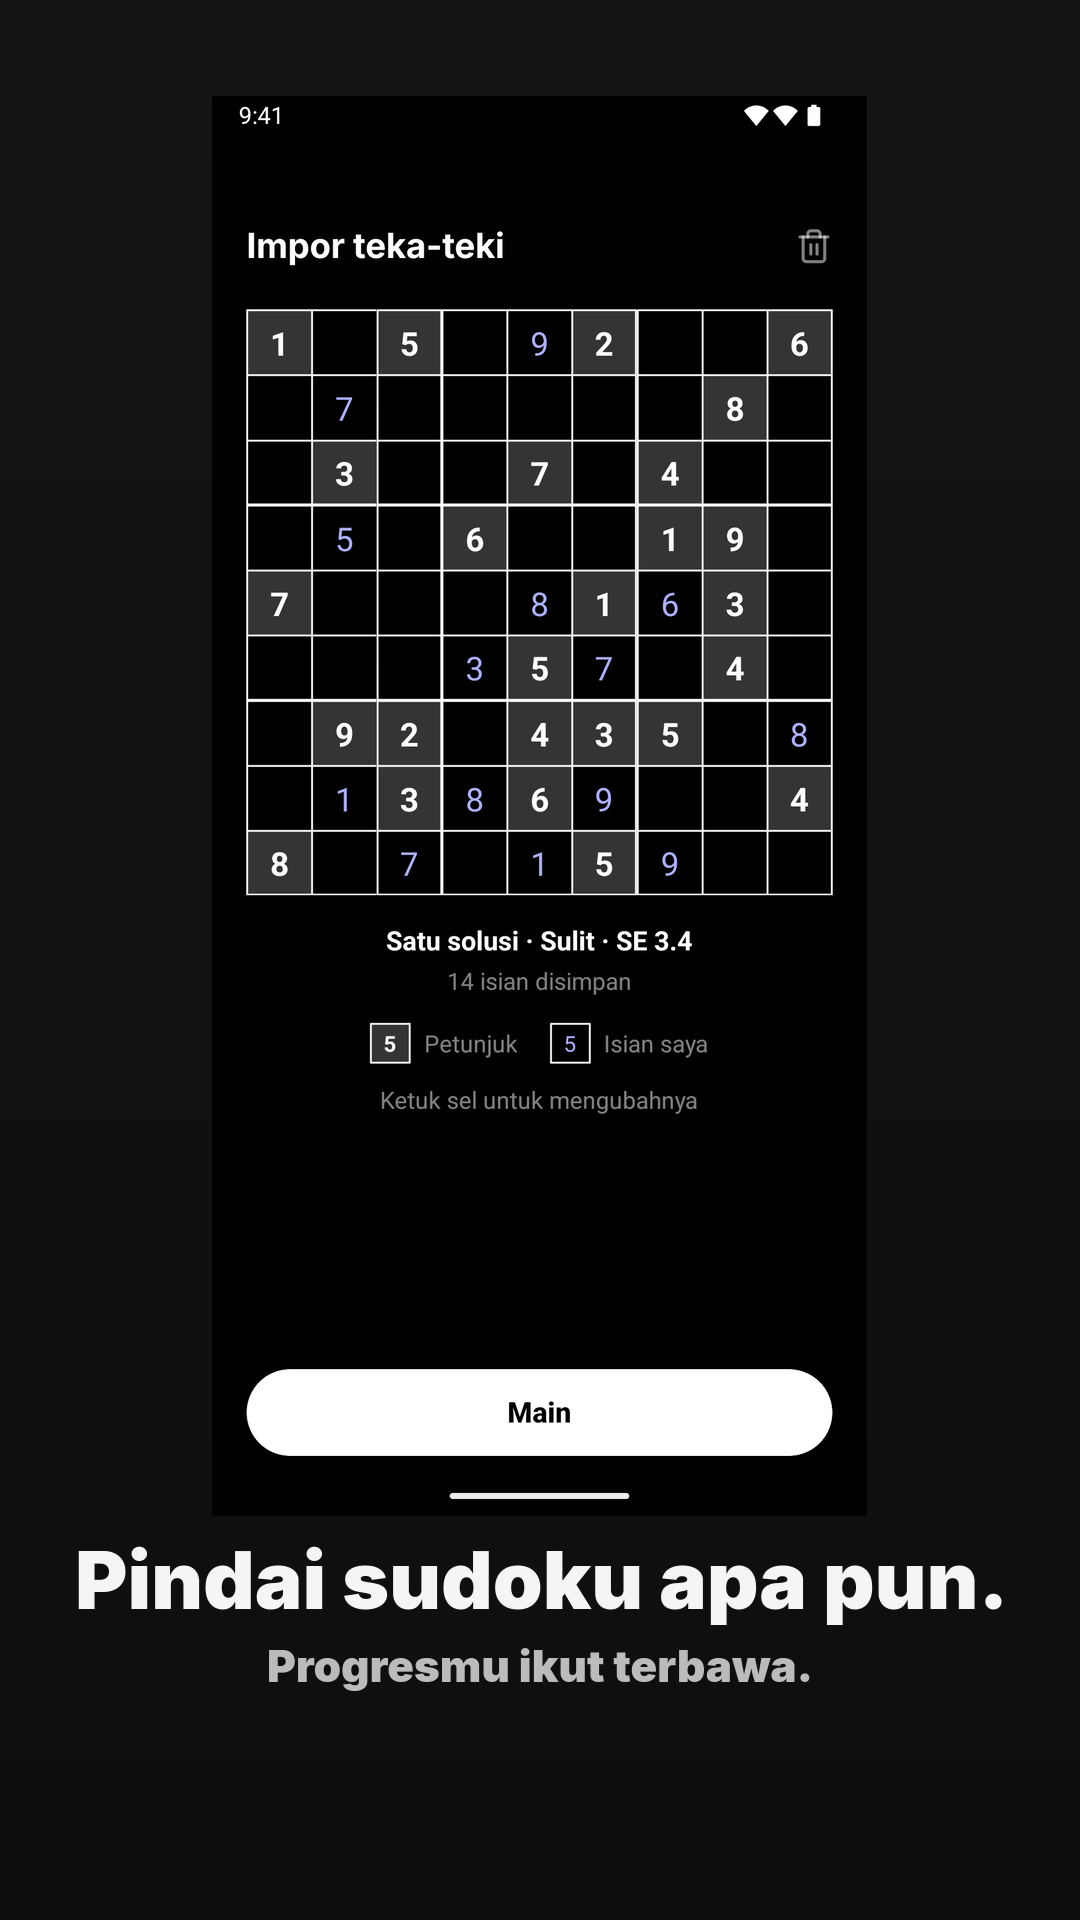 9:41
Impor teka-teki
1 5 9 2 6
7 8
3 7 4
5 6 1 9
7 8 1 6 3
3 5 7 4
9 2 4 3 5 8
1 3 8 6 9 4
8 7 1 5 9
Satu solusi · Sulit · SE 3.4
14 isian disimpan
5 Petunjuk 5 Isian saya
Ketuk sel untuk mengubahnya
Main
Pindai sudoku apa pun.
Progresmu ikut terbawa.